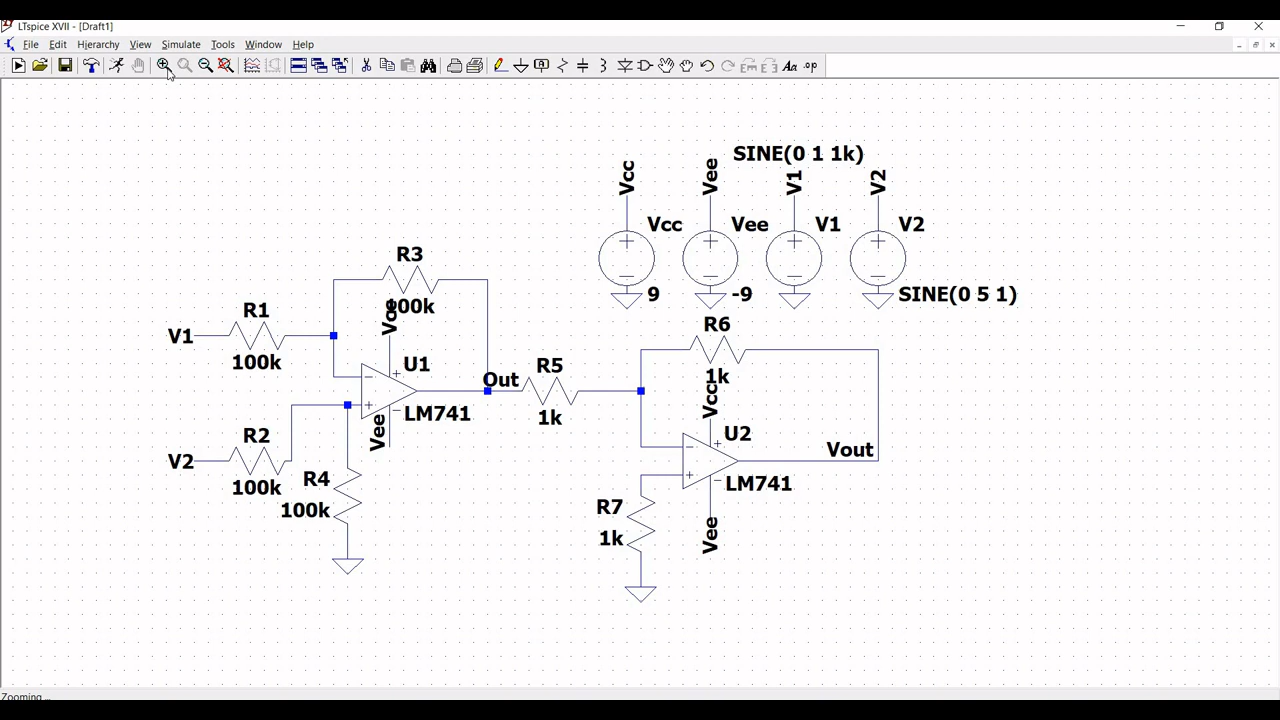 LTspice XVII - [Draft1]
File Edit Hierarchy View Simulate Tools Window Help
Aa .op
SINE(0 1 1k)
Vcc Vee V1 V2
Vcc Vee V1 V2
9 -9 SINE(0 5 1)
R3
100k
Vcc
R1
V1
100k
U1
LM741
Vee
Out
R2
V2
100k
R4
100k
R5
1k
R6
1k
Vcc
U2
LM741
Vee
Vout
R7
1k
Zooming...